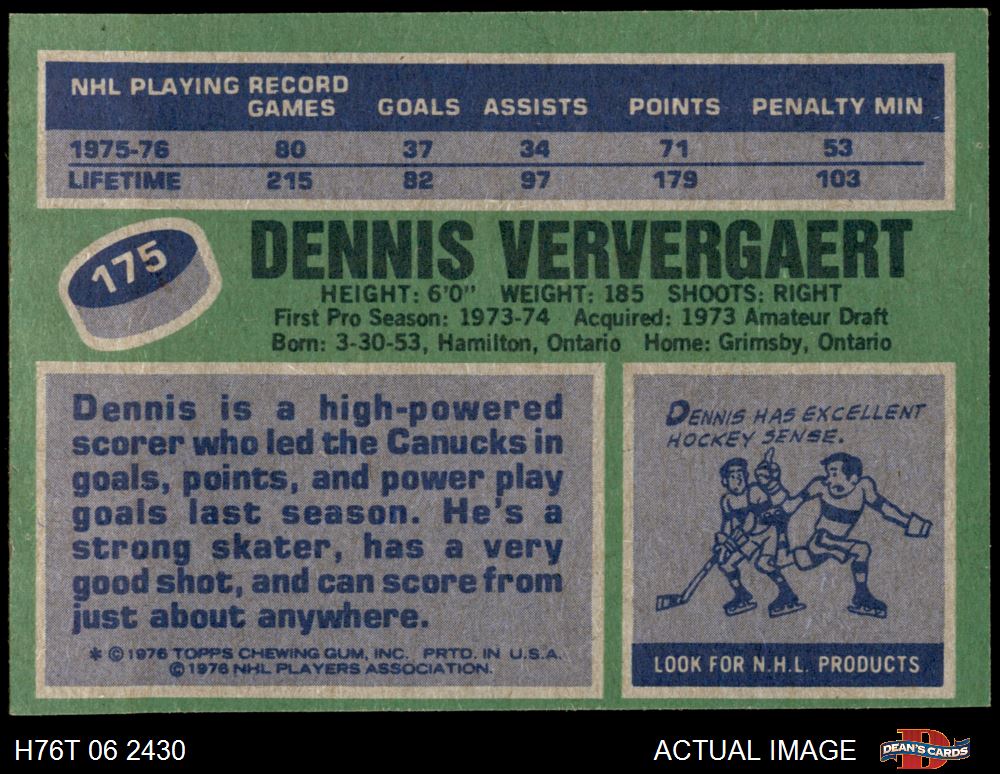 NHL PLAYING RECORD
GAMES GOALS ASSISTS POINTS PENALTY MIN
1975-76 80 37 34 71 53
LIFETIME 215 82 97 179 103
175
DENNIS VERVERGAERT
HEIGHT: 6'0" WEIGHT: 185 SHOOTS: RIGHT
First Pro Season: 1973-74 Acquired: 1973 Amateur Draft
Born: 3-30-53, Hamilton, Ontario Home: Grimsby, Ontario
Dennis is a high-powered
scorer who led the Canucks in
goals, points, and power play
goals last season. He's a
strong skater, has a very
good shot, and can score from
just about anywhere.
* © 1976 TOPPS CHEWING GUM, INC. PRTD. IN U.S.A.
© 1976 NHL PLAYERS ASSOCIATION.
DENNIS HAS EXCELLENT
HOCKEY SENSE.
LOOK FOR N.H.L. PRODUCTS
H76T 06 2430
ACTUAL IMAGE
DEAN'S CARDS